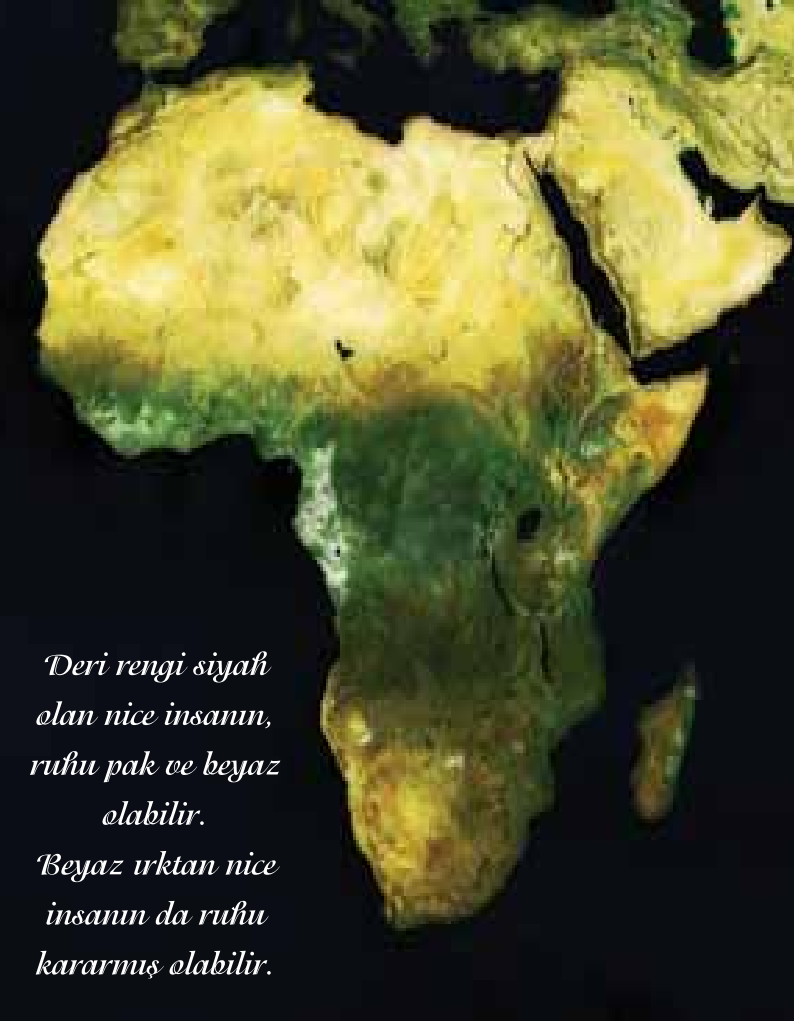 Deri rengi siyah
olan nice insanın,
ruhu pak ve beyaz
olabilir.
Beyaz ırktan nice
insanın da ruhu
kararmış olabilir.